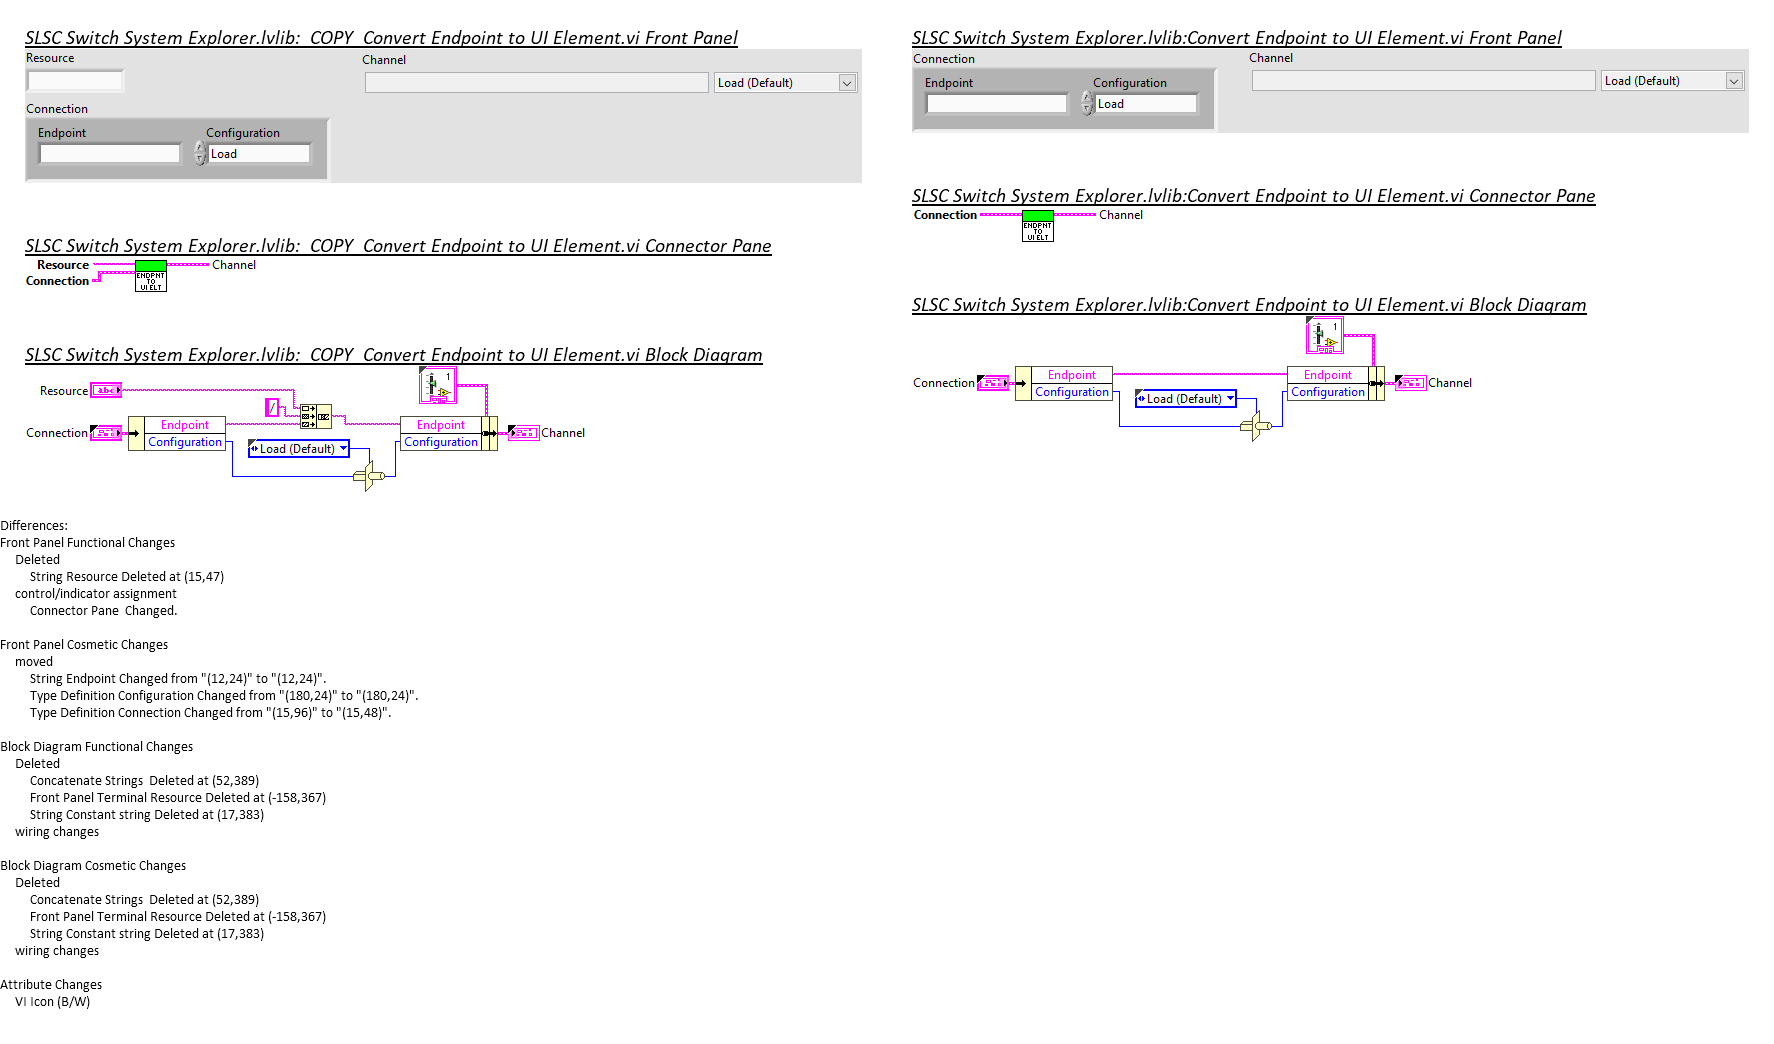 SLSC Switch System Explorer.lvlib:  COPY  Convert Endpoint to UI Element.vi Front Panel
Resource
Channel
Load (Default)
Connection
Endpoint
Configuration
Load
SLSC Switch System Explorer.lvlib:  COPY  Convert Endpoint to UI Element.vi Connector Pane
Resource
Channel
Connection
ENDPNT
TO
UI ELT
SLSC Switch System Explorer.lvlib:  COPY  Convert Endpoint to UI Element.vi Block Diagram
1
Resource
abc
/
Connection
Endpoint
Configuration
Load (Default)
Endpoint
Configuration
Channel
Differences:
Front Panel Functional Changes
Deleted
String Resource Deleted at (15,47)
control/indicator assignment
Connector Pane  Changed.
Front Panel Cosmetic Changes
moved
String Endpoint Changed from "(12,24)" to "(12,24)".
Type Definition Configuration Changed from "(180,24)" to "(180,24)".
Type Definition Connection Changed from "(15,96)" to "(15,48)".
Block Diagram Functional Changes
Deleted
Concatenate Strings  Deleted at (52,389)
Front Panel Terminal Resource Deleted at (-158,367)
String Constant string Deleted at (17,383)
wiring changes
Block Diagram Cosmetic Changes
Deleted
Concatenate Strings  Deleted at (52,389)
Front Panel Terminal Resource Deleted at (-158,367)
String Constant string Deleted at (17,383)
wiring changes
Attribute Changes
VI Icon (B/W)
SLSC Switch System Explorer.lvlib:Convert Endpoint to UI Element.vi Front Panel
Connection
Channel
Endpoint
Configuration
Load
Load (Default)
SLSC Switch System Explorer.lvlib:Convert Endpoint to UI Element.vi Connector Pane
Connection
Channel
ENDPNT
TO
UI ELT
SLSC Switch System Explorer.lvlib:Convert Endpoint to UI Element.vi Block Diagram
1
Connection
Endpoint
Configuration
Load (Default)
Endpoint
Configuration
Channel